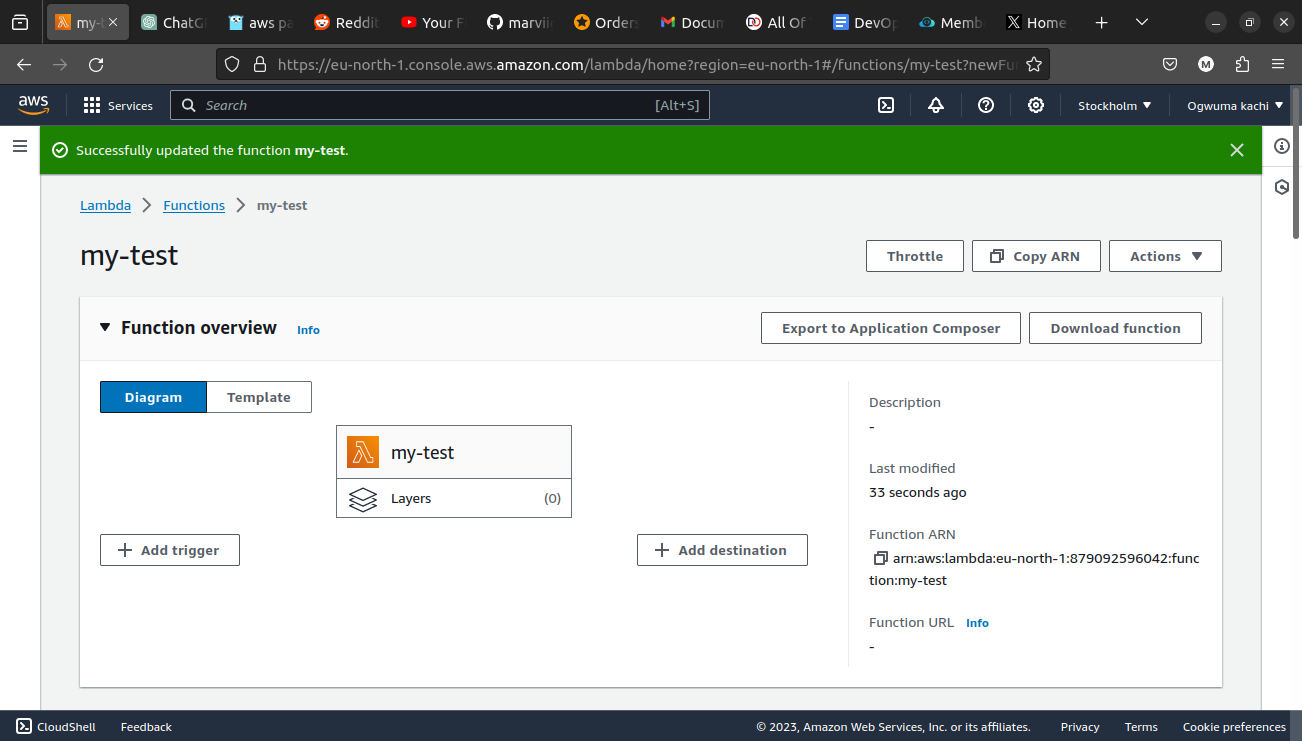 my-t
ChatG
aws pa
Reddit
Your F
marvii
Orders
Docum
All Of
DevOp
Memb
Home
https://eu-north-1.console.aws.amazon.com/lambda/home?region=eu-north-1#/functions/my-test?newFun
M
aws
Services
Search
[Alt+S]
Stockholm
Ogwuma kachi
Successfully updated the function my-test.
Lambda
Functions
my-test
my-test
Throttle
Copy ARN
Actions
Function overview
Info
Export to Application Composer
Download function
Diagram
Template
my-test
Layers
(0)
Add trigger
Add destination
Description
-
Last modified
33 seconds ago
Function ARN
arn:aws:lambda:eu-north-1:879092596042:func
tion:my-test
Function URL Info
-
CloudShell
Feedback
© 2023, Amazon Web Services, Inc. or its affiliates.
Privacy
Terms
Cookie preferences